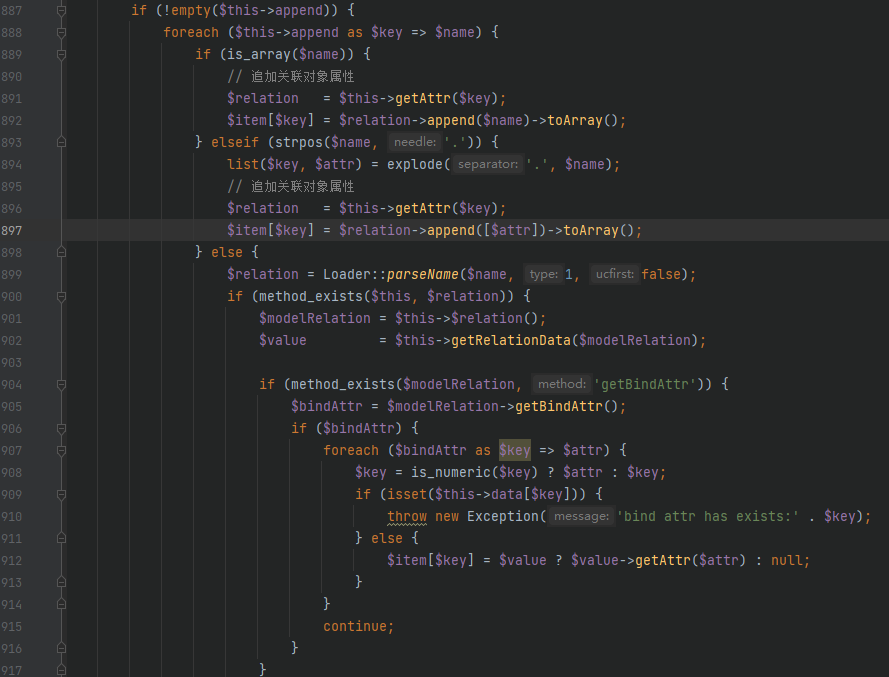 887 if (!empty($this->append)) {
888 foreach ($this->append as $key => $name) {
889 if (is_array($name)) {
890 // 追加关联对象属性
891 $relation   = $this->getAttr($key);
892 $item[$key] = $relation->append($name)->toArray();
893 } elseif (strpos($name, needle: '.')) {
894 list($key, $attr) = explode( separator: '.', $name);
895 // 追加关联对象属性
896 $relation   = $this->getAttr($key);
897 $item[$key] = $relation->append([$attr])->toArray();
898 } else {
899 $relation = Loader::parseName($name, type: 1, ucfirst: false);
900 if (method_exists($this, $relation)) {
901 $modelRelation = $this->$relation();
902 $value         = $this->getRelationData($modelRelation);
903
904 if (method_exists($modelRelation, method: 'getBindAttr')) {
905 $bindAttr = $modelRelation->getBindAttr();
906 if ($bindAttr) {
907 foreach ($bindAttr as $key => $attr) {
908 $key = is_numeric($key) ? $attr : $key;
909 if (isset($this->data[$key])) {
910 throw new Exception( message: 'bind attr has exists:' . $key);
911 } else {
912 $item[$key] = $value ? $value->getAttr($attr) : null;
913 }
914 }
915 continue;
916 }
917 }